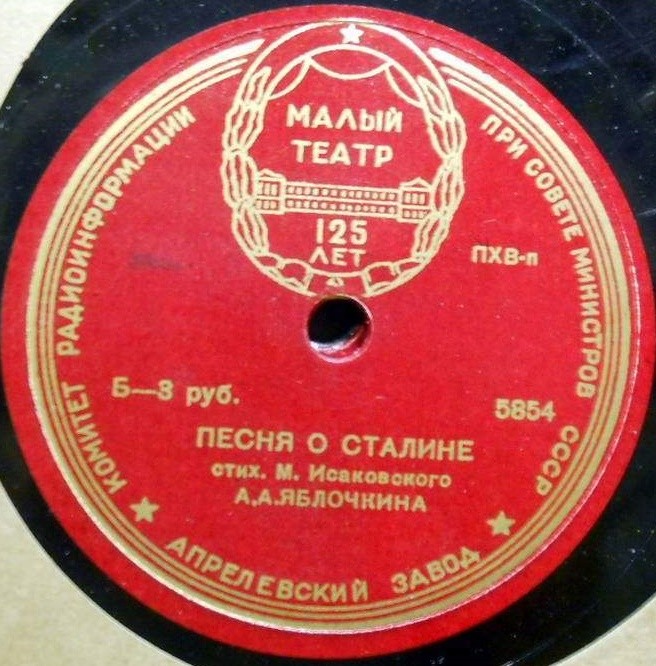 МАЛЫЙ
ТЕАТР
125
ЛЕТ
КОМИТЕТ РАДИОИНФОРМАЦИИ
ПРИ СОВЕТЕ МИНИСТРОВ СССР
ПХВ-п
Б—3 руб.
5854
ПЕСНЯ О СТАЛИНЕ
стих. М. Исаковского
А.А.ЯБЛОЧКИНА
АПРЕЛЕВСКИЙ ЗАВОД